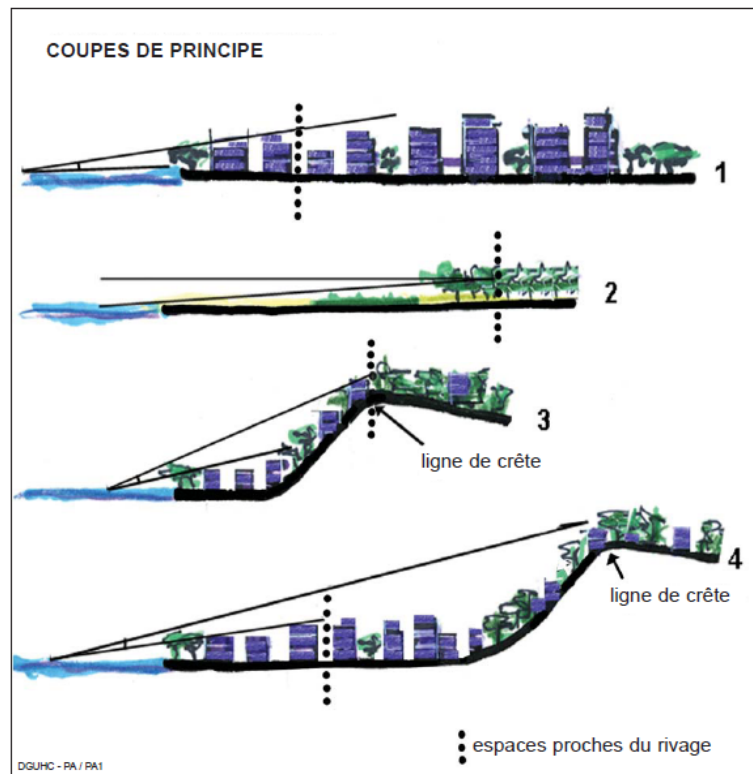 COUPES DE PRINCIPE
1
2
3
ligne de crête
4
ligne de crête
espaces proches du rivage
DGUHC - PA / PA1